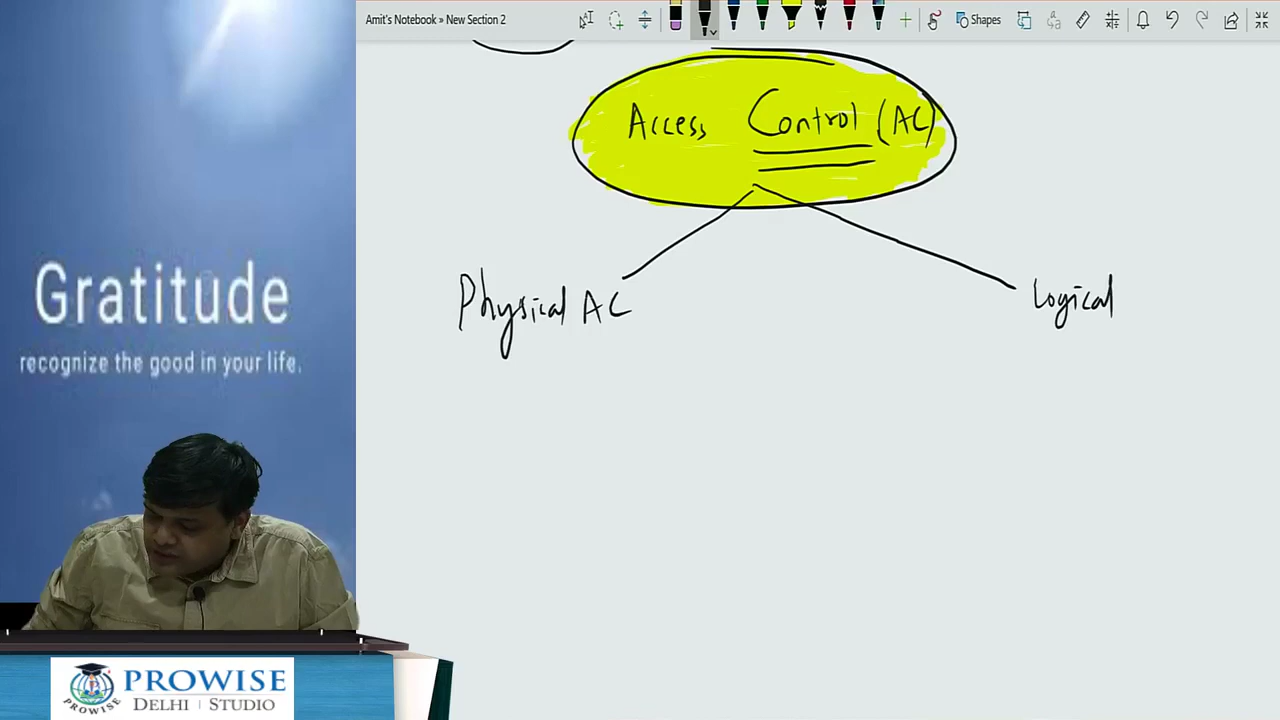 Amit's Notebook » New Section 2
Shapes
Access Control (AC)
Physical AC
Logical
Gratitude
recognize the good in your life.
PROWISE
PROWISE
DELHI | STUDIO